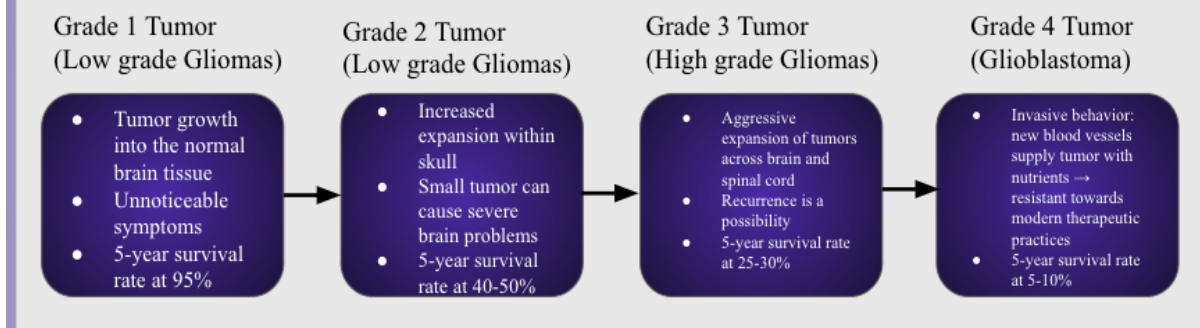 Grade 1 Tumor
(Low grade Gliomas)
• Tumor growth
into the normal
brain tissue
• Unnoticeable
symptoms
• 5-year survival
rate at 95%
Grade 2 Tumor
(Low grade Gliomas)
• Increased
expansion within
skull
• Small tumor can
cause severe
brain problems
• 5-year survival
rate at 40-50%
Grade 3 Tumor
(High grade Gliomas)
• Aggressive
expansion of tumors
across brain and
spinal cord
• Recurrence is a
possibility
• 5-year survival rate
at 25-30%
Grade 4 Tumor
(Glioblastoma)
• Invasive behavior:
new blood vessels
supply tumor with
nutrients →
resistant towards
modern therapeutic
practices
• 5-year survival rate
at 5-10%